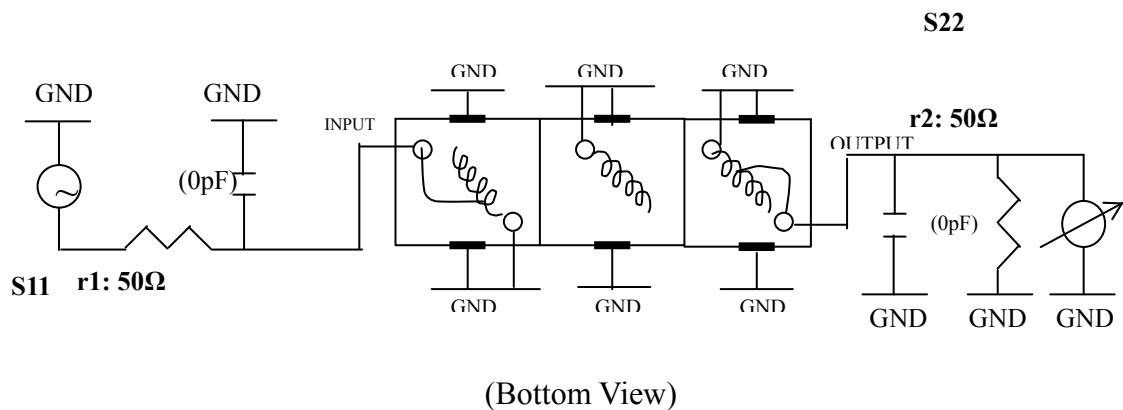 S22
GND
GND
GND
GND
GND
INPUT
r2: 50Ω
OUTPUT
(0pF)
(0pF)
S11
r1: 50Ω
GND
GND
GND
GND
GND
GND
(Bottom View)